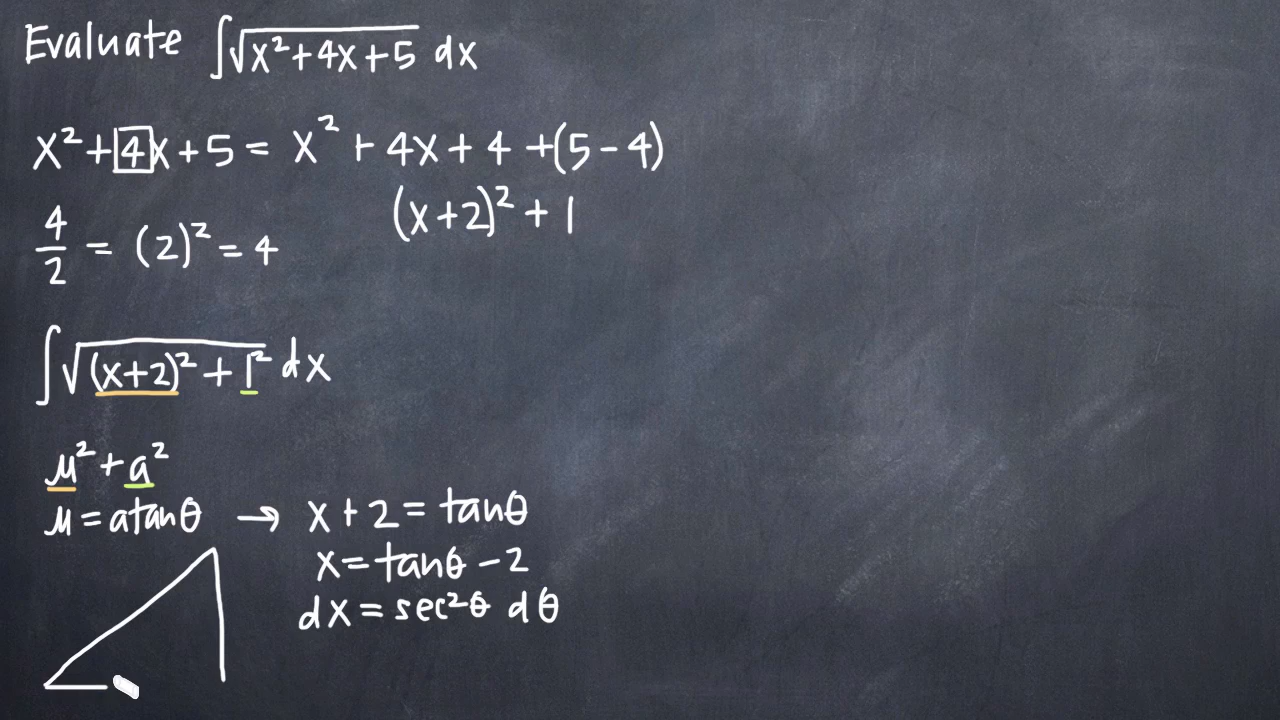 Evaluate ∫√(x²+4x+5) dx
x²+4x+5 = x²+4x+4+(5-4)
(x+2)²+1
4/2 = (2)² = 4
∫√((x+2)²+1²) dx
u²+a²
u=atanθ → x+2=tanθ
x=tanθ-2
dx=sec²θ dθ